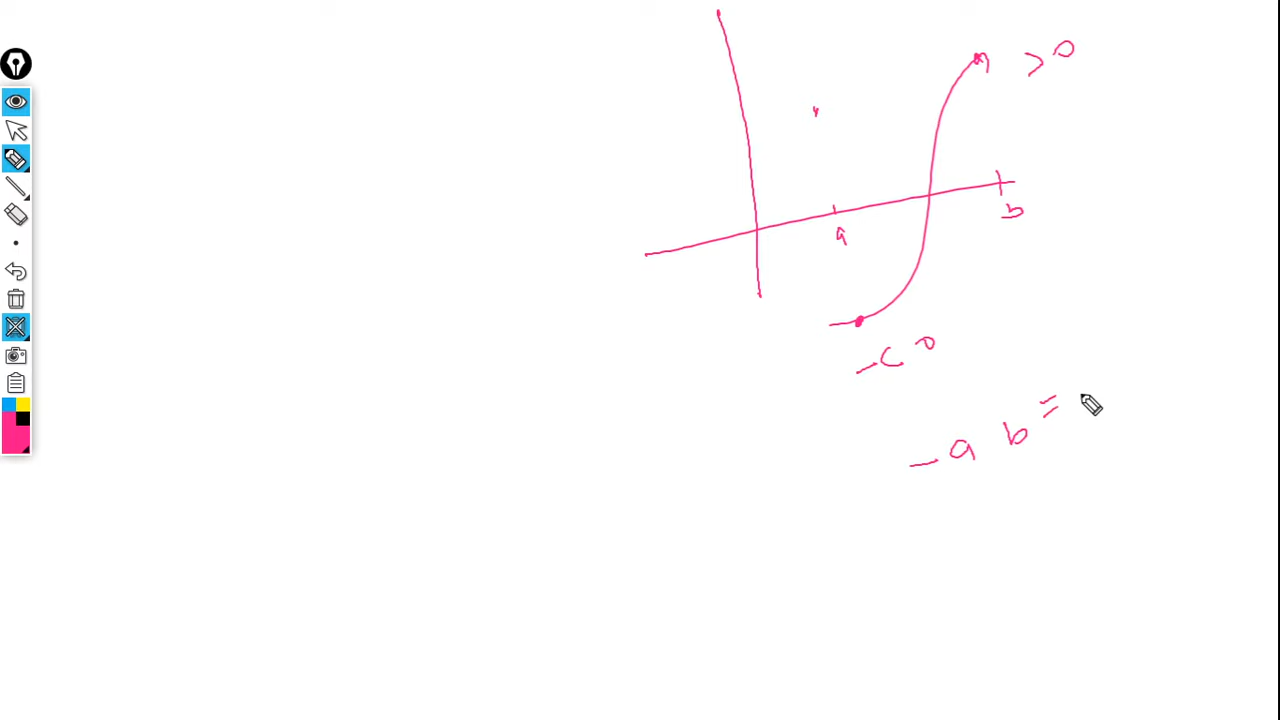 > 0
a
b
- < 0
- a b =